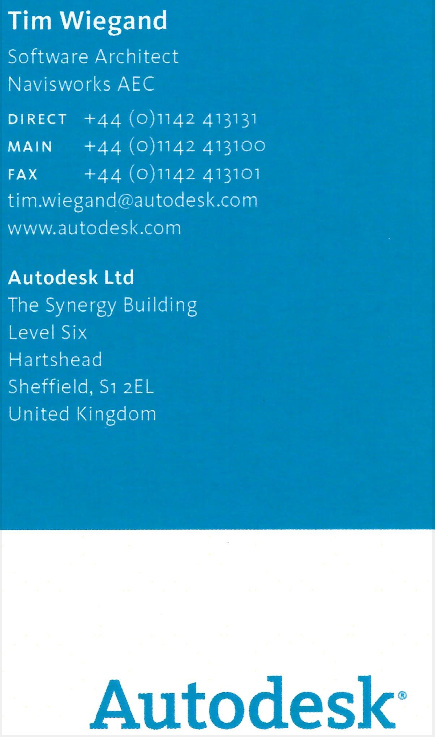 Tim Wiegand
Software Architect
Navisworks AEC
DIRECT +44 (0)1142 413131
MAIN +44 (0)1142 413100
FAX +44 (0)1142 413101
tim.wiegand@autodesk.com
www.autodesk.com
Autodesk Ltd
The Synergy Building
Level Six
Hartshead
Sheffield, S1 2EL
United Kingdom
Autodesk®